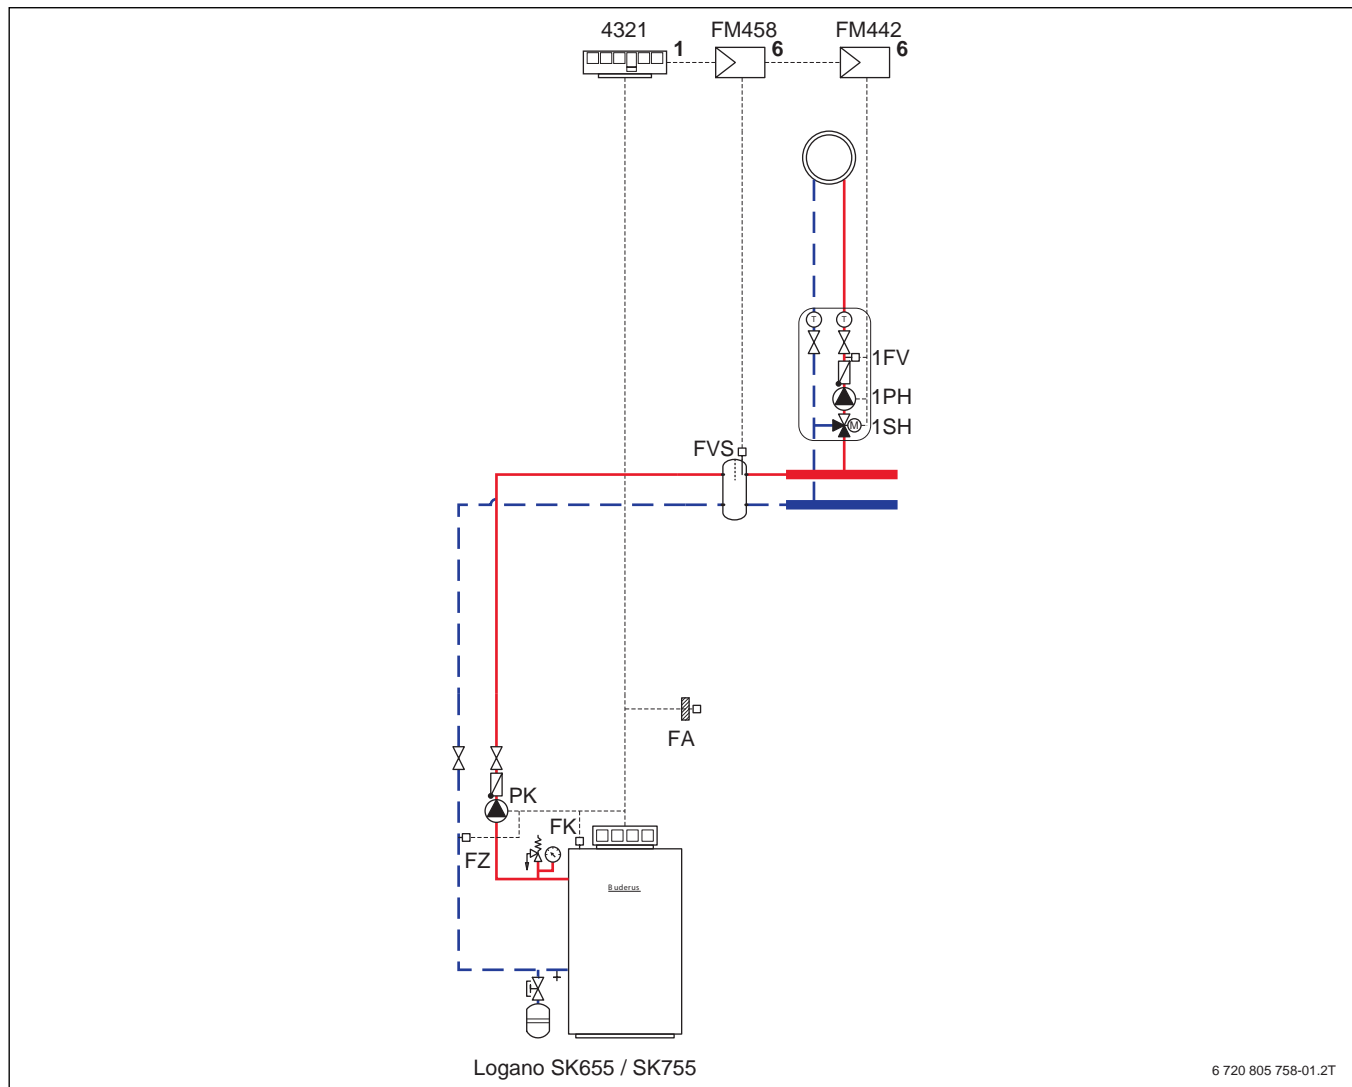 4321 FM458 FM442
1 6 6
T T
1FV
1PH
M 1SH
FVS
FA
PK
FK
FZ
Buderus
Logano SK655 / SK755
6 720 805 758-01.2T